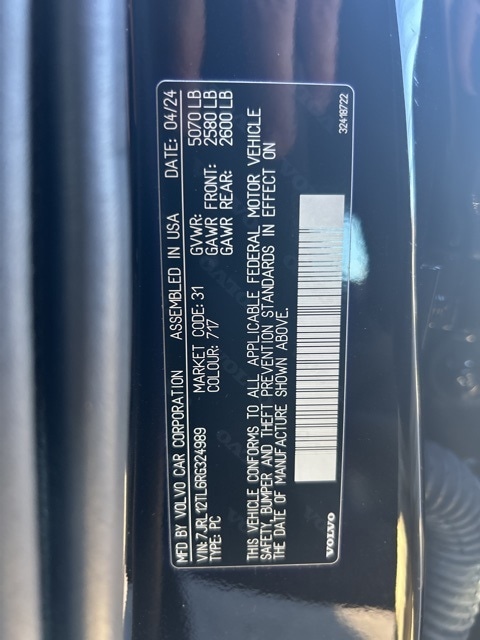 MFD BY VOLVO CAR CORPORATION ASSEMBLED IN USA DATE: 04/24
VIN: 7JRL12TL6RG324989 MARKET CODE: 31 GVWR: 5070 LB
TYPE: PC COLOUR: 717 GAWR FRONT: 2580 LB
GAWR REAR: 2600 LB
THIS VEHICLE CONFORMS TO ALL APPLICABLE FEDERAL MOTOR VEHICLE
SAFETY, BUMPER AND THEFT PREVENTION STANDARDS IN EFFECT ON
THE DATE OF MANUFACTURE SHOWN ABOVE.
VOLVO 32418722